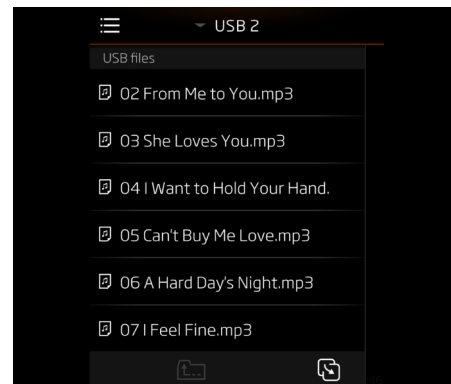 USB 2
USB files
02 From Me to You.mp3
03 She Loves You.mp3
04 I Want to Hold Your Hand.
05 Can't Buy Me Love.mp3
06 A Hard Day's Night.mp3
07 I Feel Fine.mp3